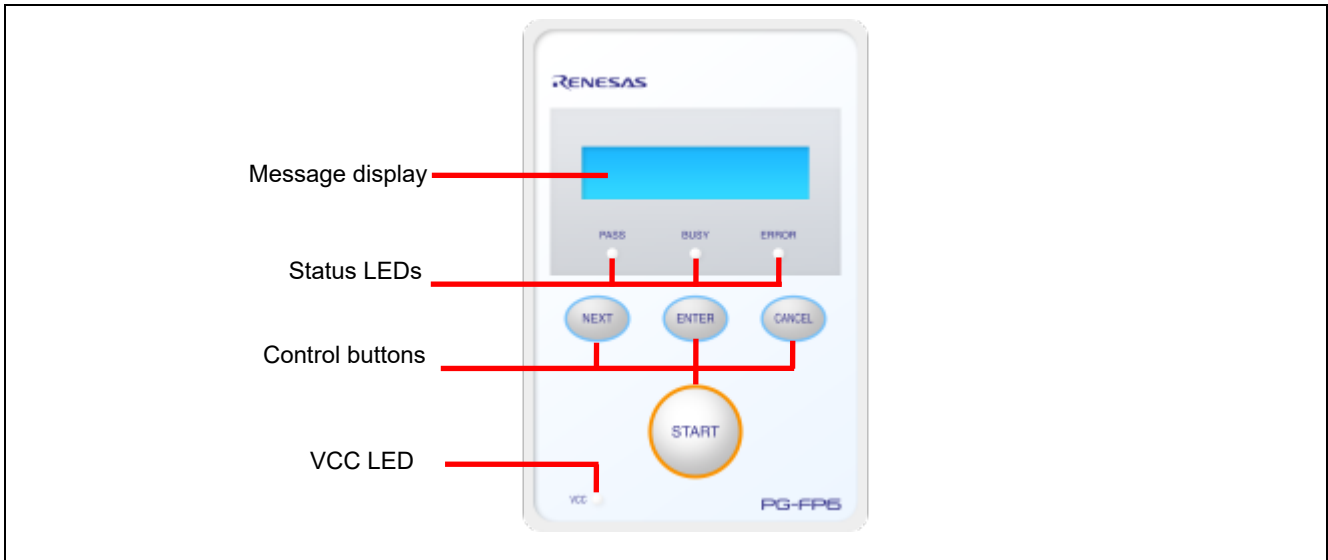 RENESAS
Message display
PASS BUSY ERROR
Status LEDs
NEXT ENTER CANCEL
Control buttons
START
VCC LED
VCC
PG-FP6